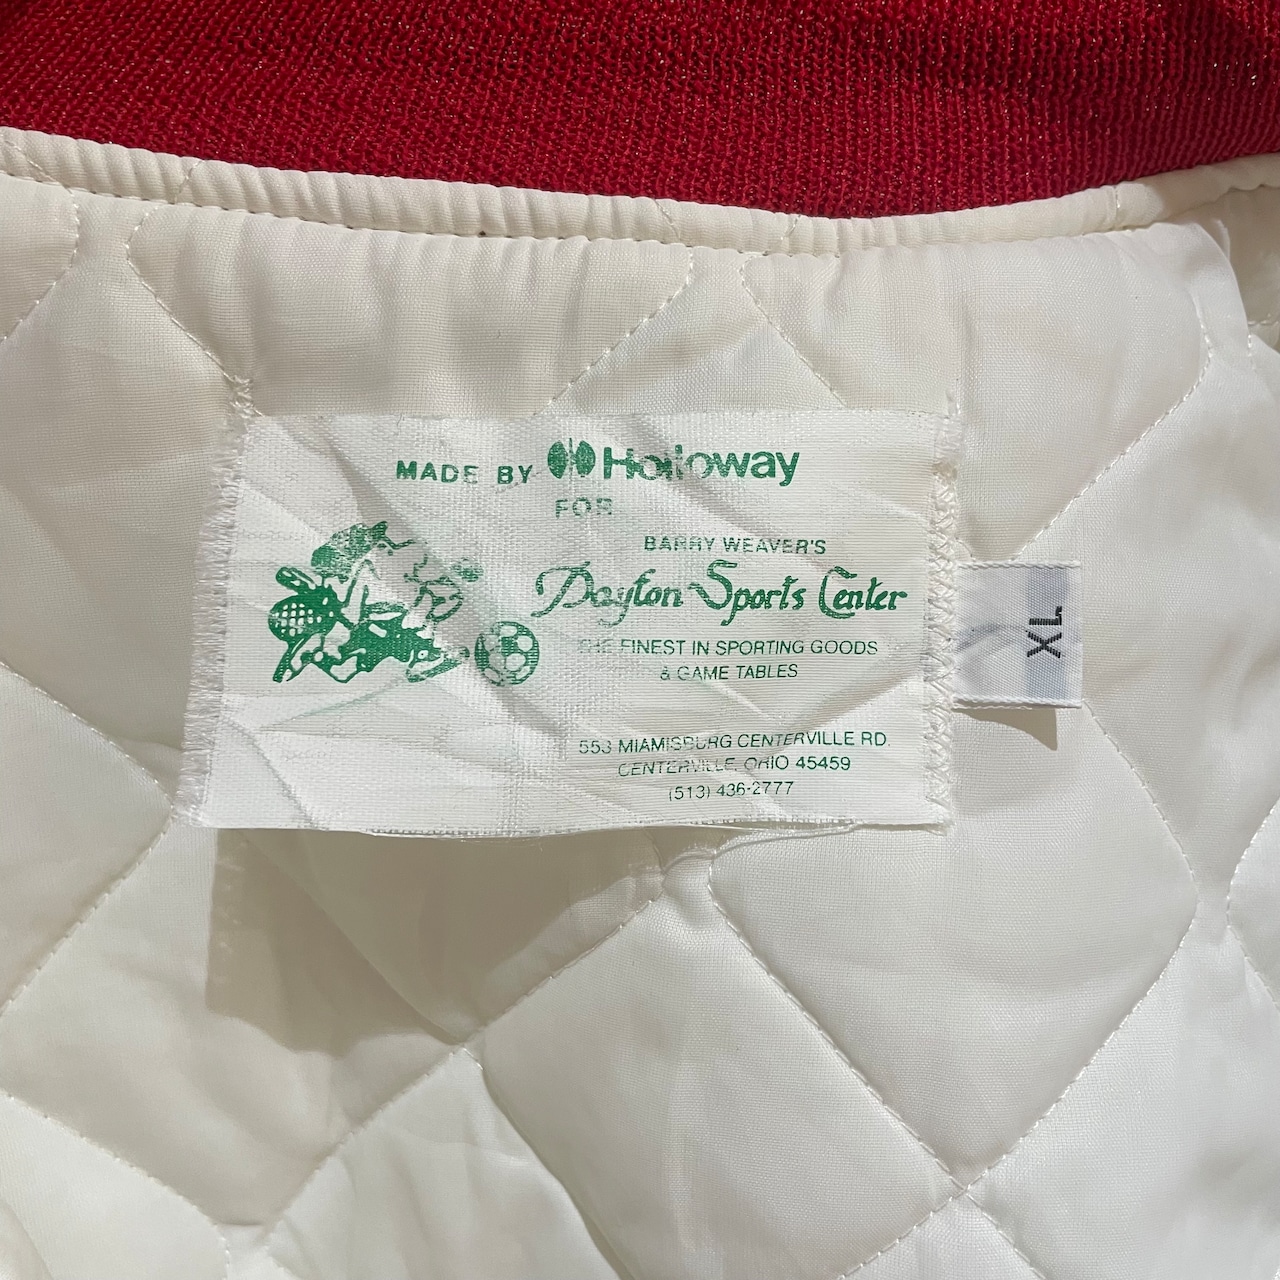 MADE BY Holloway
FOR
BARRY WEAVER'S
Dayton Sports Center
THE FINEST IN SPORTING GOODS
& GAME TABLES
553 MIAMISBURG CENTERVILLE RD.
CENTERVILLE, OHIO 45459
(513) 436-2777
XL